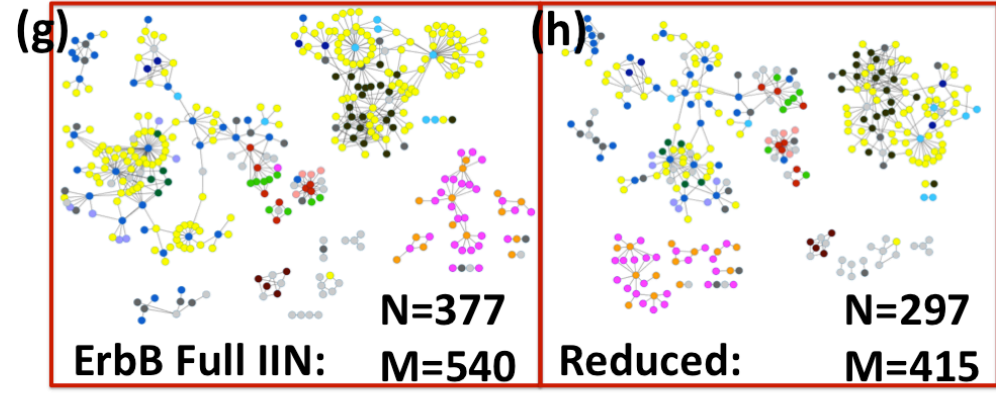 (g)
N=377
ErbB Full IIN:
M=540
(h)
N=297
Reduced:
M=415